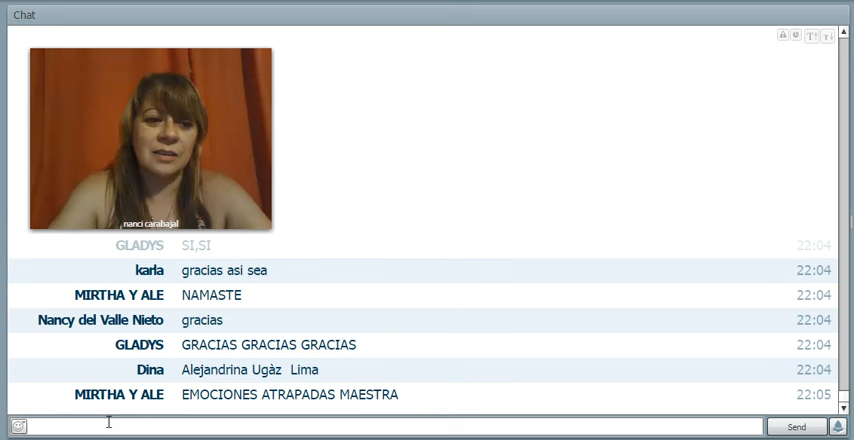 Chat
nanci carabajal
GLADYS SI,SI 22:04
karla gracias asi sea 22:04
MIRTHA Y ALE NAMASTE 22:04
Nancy del Valle Nieto gracias 22:04
GLADYS GRACIAS GRACIAS GRACIAS 22:04
Dina Alejandrina Ugàz Lima 22:04
MIRTHA Y ALE EMOCIONES ATRAPADAS MAESTRA 22:05
Send